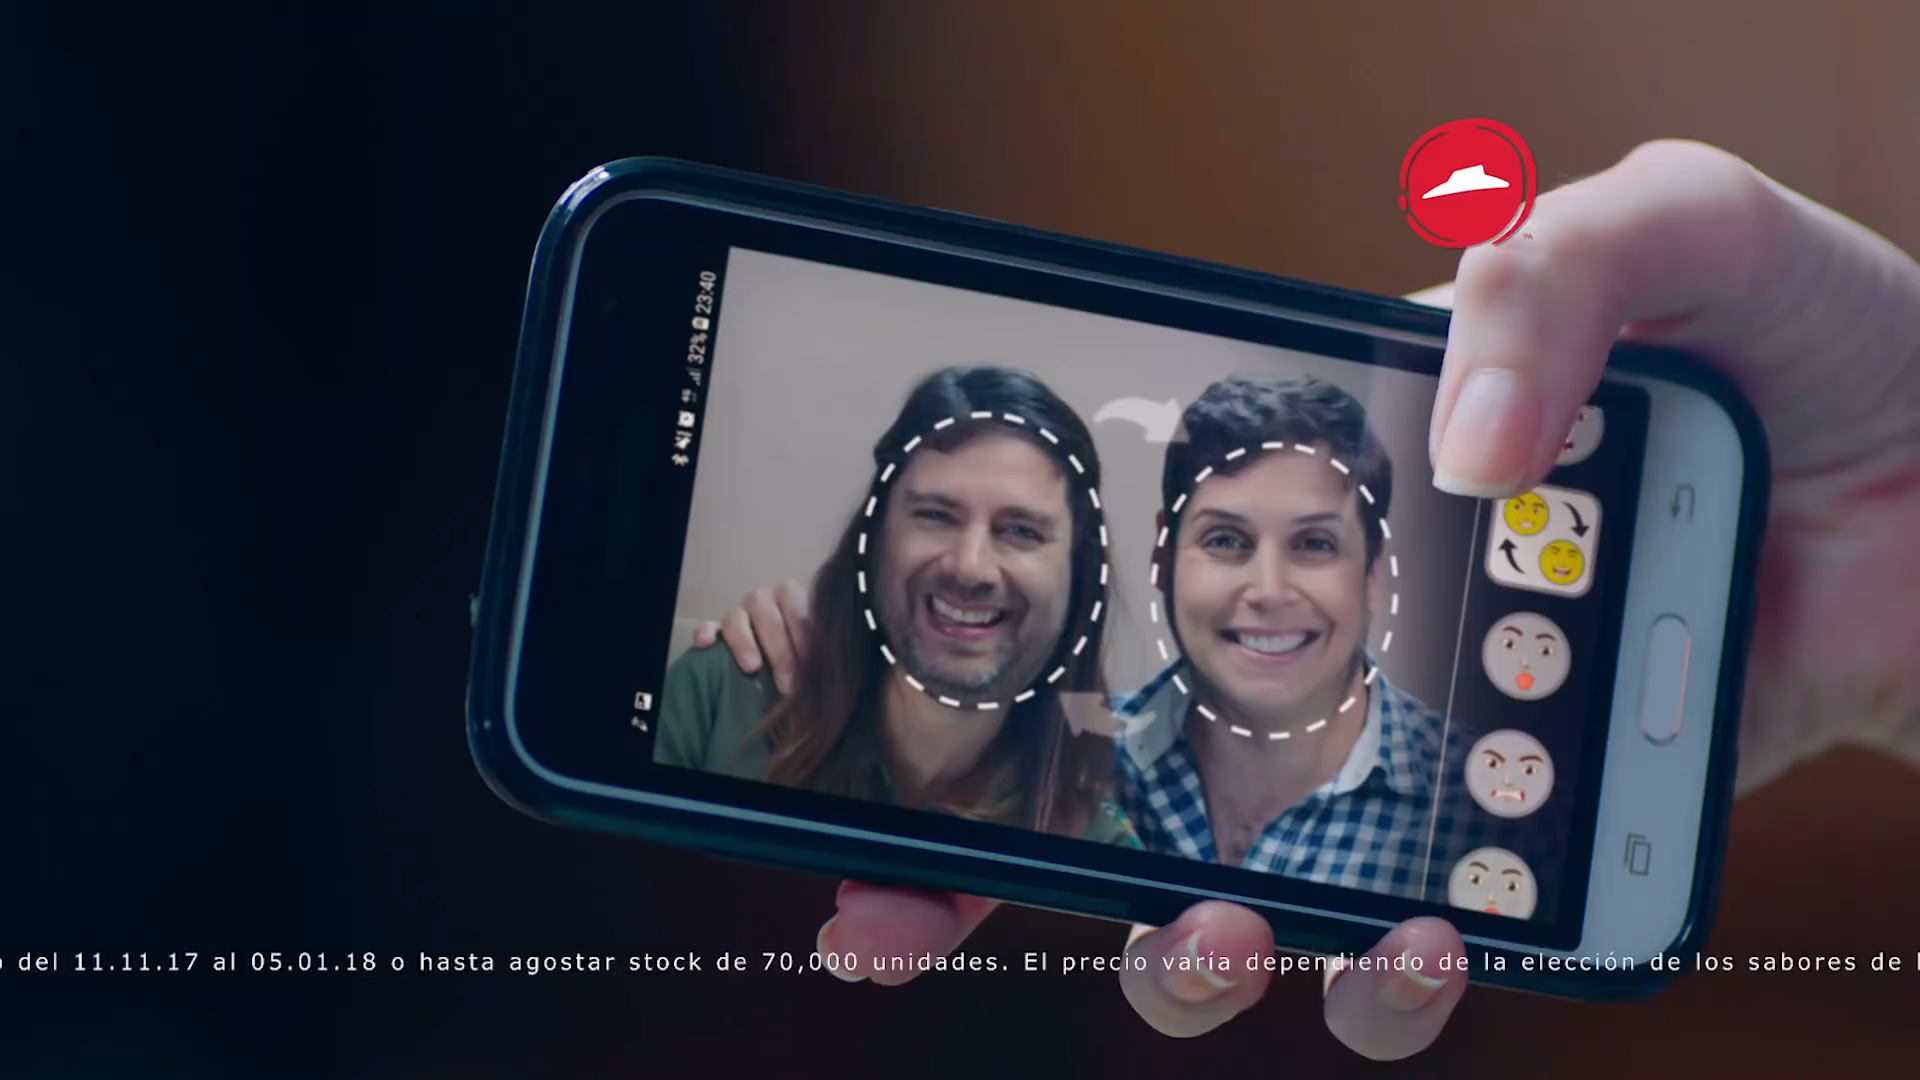 23:40
32%
4G
del 11.11.17 al 05.01.18 o hasta agostar stock de 70,000 unidades. El precio varía dependiendo de la elección de los sabores de